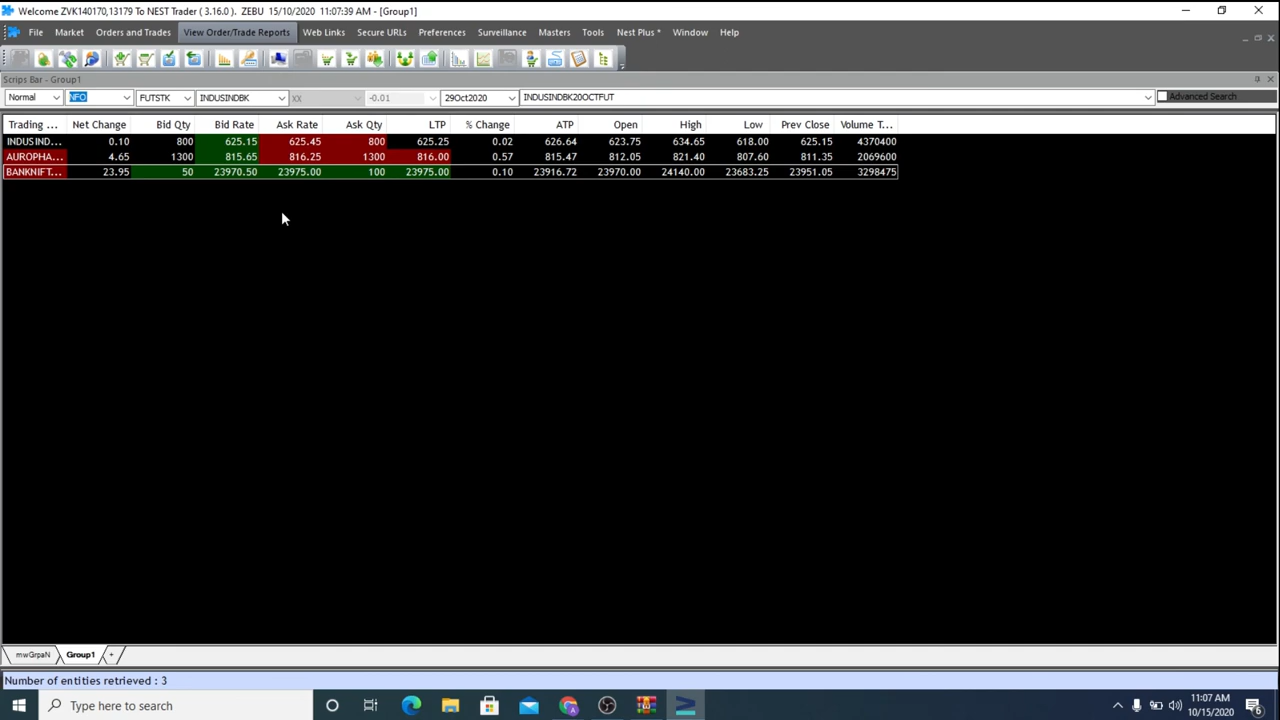 Welcome ZVK140170,13179 To NEST Trader ( 3.16.0 ). ZEBU 15/10/2020 11:07:39 AM - [Group1]
File Market Orders and Trades View Order/Trade Reports Web Links Secure URLs Preferences Surveillance Masters Tools Nest Plus * Window Help
Scrips Bar - Group1
Normal NFO FUTSTK INDUSINDBK XX -0.01 29Oct2020 INDUSINDBK20OCTFUT Advanced Search
Trading ... Net Change Bid Qty Bid Rate Ask Rate Ask Qty LTP % Change ATP Open High Low Prev Close Volume T...
INDUSIND... 0.10 800 625.15 625.45 800 625.25 0.02 626.64 623.75 634.65 618.00 625.15 4370400
AUROPHA... 4.65 1300 815.65 816.25 1300 816.00 0.57 815.47 812.05 821.40 807.60 811.35 2069600
BANKNIFT... 23.95 50 23970.50 23975.00 100 23975.00 0.10 23916.72 23970.00 24140.00 23683.25 23951.05 3298475
mwGrpaN Group1 +
Number of entities retrieved : 3
Type here to search
11:07 AM
10/15/2020
6